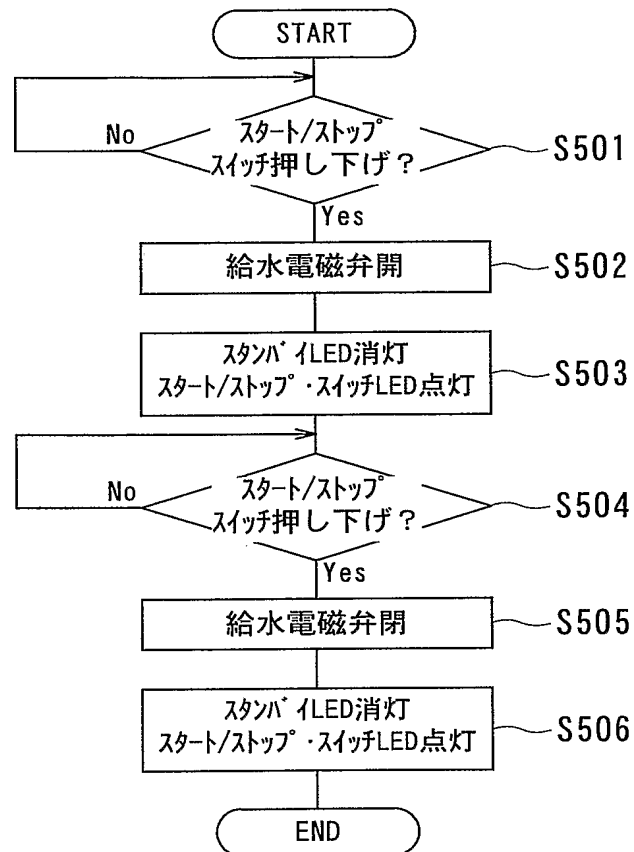 START
No
ｽﾀｰﾄ/ｽﾄｯﾌﾟ
ｽｲｯﾁ押し下げ？
S501
Yes
給水電磁弁開
S502
ｽﾀﾝﾊﾞｲLED消灯
ｽﾀｰﾄ/ｽﾄｯﾌﾟ・ｽｲｯﾁLED点灯
S503
No
ｽﾀｰﾄ/ｽﾄｯﾌﾟ
ｽｲｯﾁ押し下げ？
S504
Yes
給水電磁弁閉
S505
ｽﾀﾝﾊﾞｲLED消灯
ｽﾀｰﾄ/ｽﾄｯﾌﾟ・ｽｲｯﾁLED点灯
S506
END